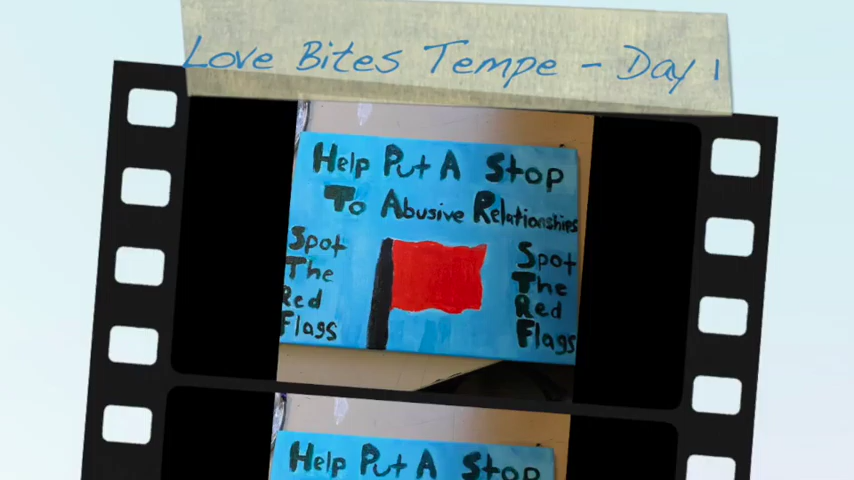 Love Bites Tempe - Day 1
Help Put A Stop
To Abusive Relationships
Spot
The
Red
Flags
Spot
The
Red
Flags
Help Put A Stop